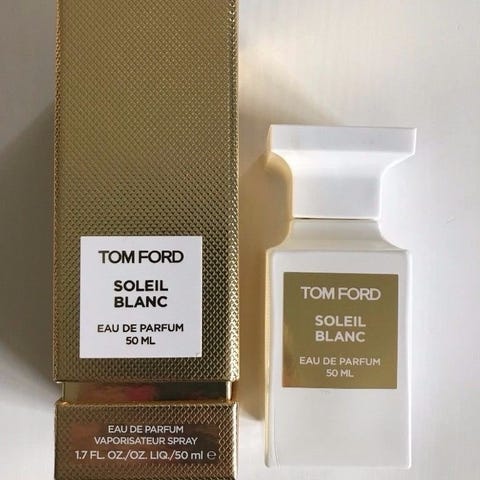 TOM FORD
SOLEIL
BLANC
EAU DE PARFUM
50 ML
EAU DE PARFUM
VAPORISATEUR SPRAY
1.7 FL. OZ./OZ. LIQ./50 ml ℮
TOM FORD
SOLEIL
BLANC
EAU DE PARFUM
50 ML